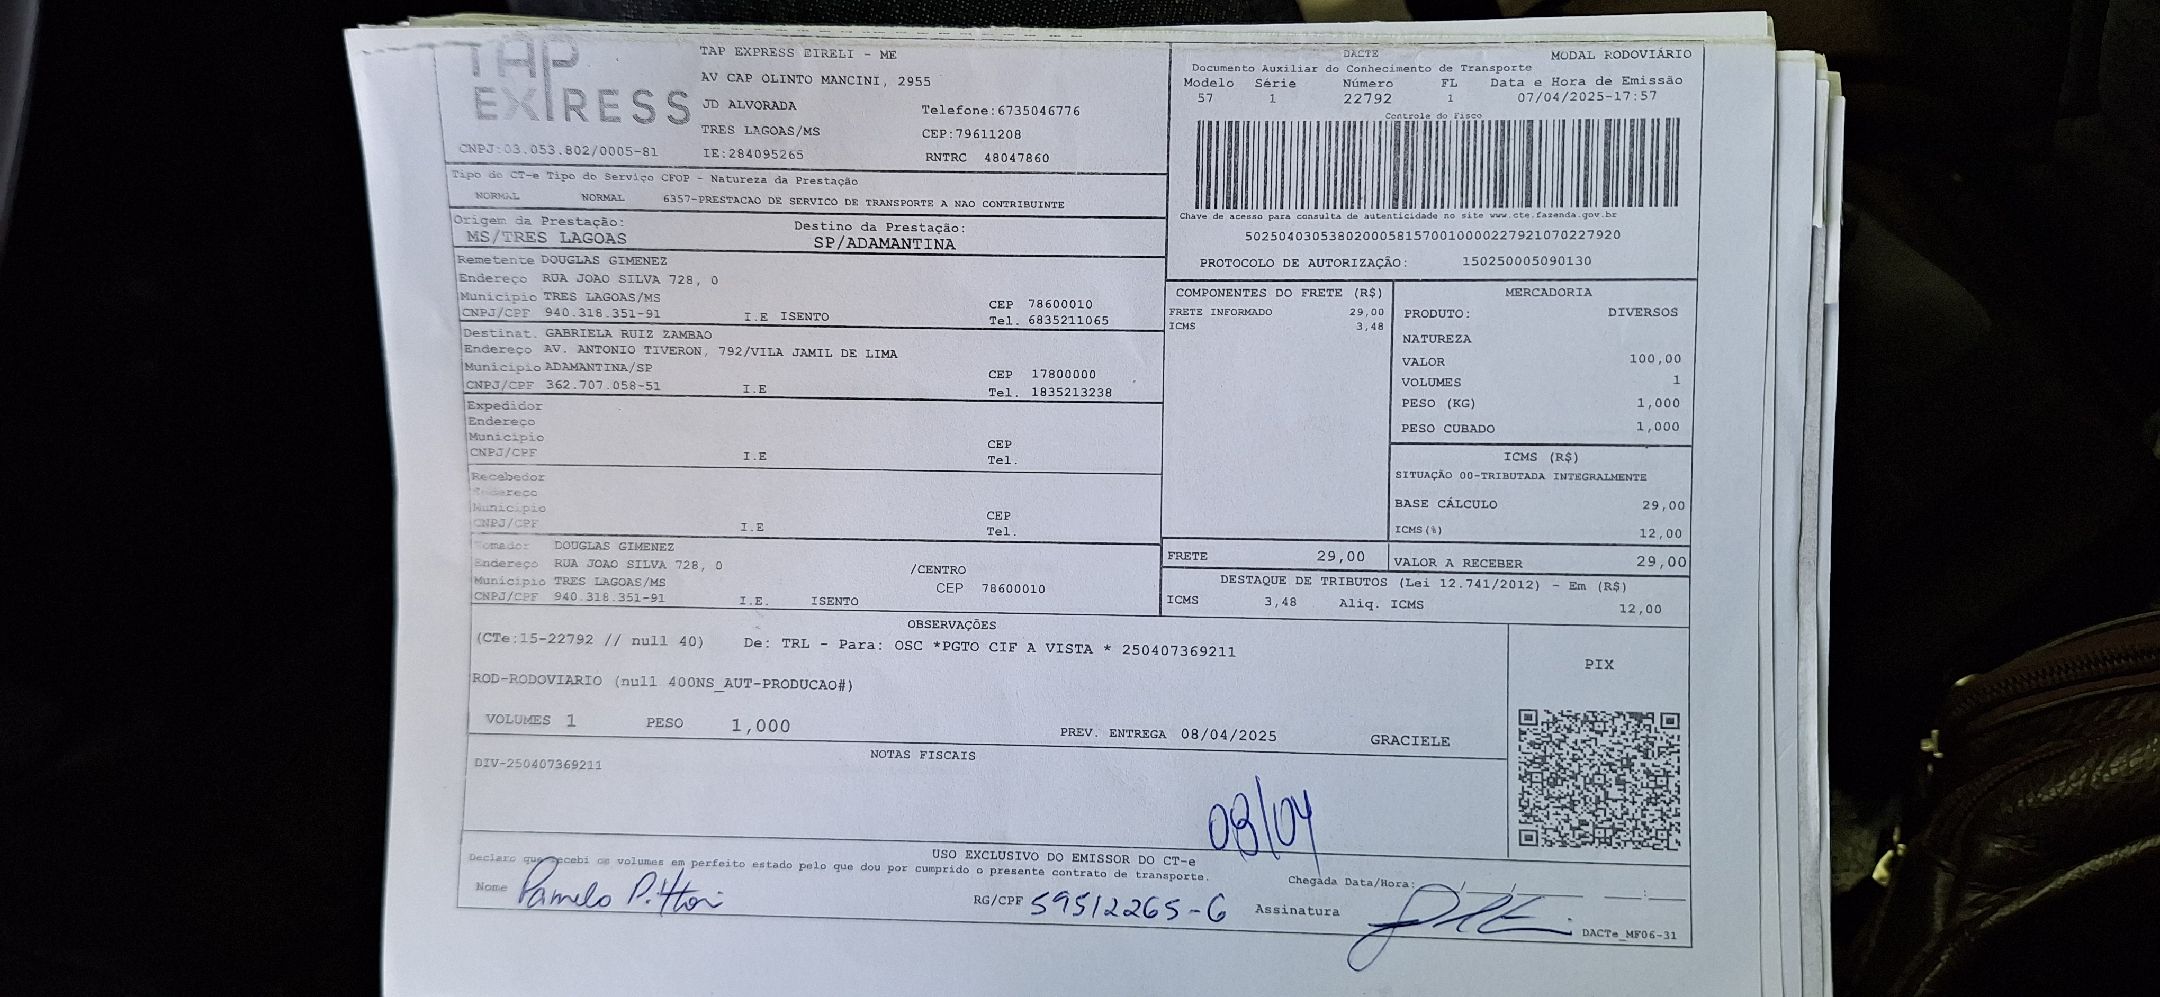 TAP EXPRESS
TAP EXPRESS EIRELI - ME
AV CAP OLINTO MANCINI, 2955
JD ALVORADA Telefone:6735046776
TRES LAGOAS/MS CEP:79611208
CNPJ:03.053.802/0005-81 IE:284095265 RNTRC 48047860
DACTE MODAL RODOVIÁRIO
Documento Auxiliar do Conhecimento de Transporte
Modelo Série Número FL Data e Hora de Emissão
57 1 22792 1 07/04/2025-17:57
Controle do Fisco
Chave de acesso para consulta de autenticidade no site www.cte.fazenda.gov.br
50250403053802000581570010000227921070227920
PROTOCOLO DE AUTORIZAÇÃO: 150250005090130
Tipo do CT-e Tipo do Serviço CFOP - Natureza da Prestação
NORMAL NORMAL 6357-PRESTACAO DE SERVICO DE TRANSPORTE A NAO CONTRIBUINTE
Origem da Prestação: Destino da Prestação:
MS/TRES LAGOAS SP/ADAMANTINA
Remetente DOUGLAS GIMENEZ
Endereço RUA JOAO SILVA 728, 0
Municipio TRES LAGOAS/MS CEP 78600010
CNPJ/CPF 940.318.351-91 I.E ISENTO Tel. 6835211065
Destinat. GABRIELA RUIZ ZAMBAO
Endereço AV. ANTONIO TIVERON, 792/VILA JAMIL DE LIMA
Municipio ADAMANTINA/SP CEP 17800000
CNPJ/CPF 362.707.058-51 I.E Tel. 1835213238
Expedidor
Endereço
Municipio CEP
CNPJ/CPF I.E Tel.
Recebedor
Endereço
Municipio CEP
CNPJ/CPF I.E Tel.
Tomador DOUGLAS GIMENEZ
Endereço RUA JOAO SILVA 728, 0 /CENTRO
Municipio TRES LAGOAS/MS CEP 78600010
CNPJ/CPF 940.318.351-91 I.E. ISENTO
COMPONENTES DO FRETE (R$)
FRETE INFORMADO 29,00
ICMS 3,48
MERCADORIA
PRODUTO: DIVERSOS
NATUREZA
VALOR 100,00
VOLUMES 1
PESO (KG) 1,000
PESO CUBADO 1,000
ICMS (R$)
SITUAÇÃO 00-TRIBUTADA INTEGRALMENTE
BASE CÁLCULO 29,00
ICMS(%) 12,00
FRETE 29,00 VALOR A RECEBER 29,00
DESTAQUE DE TRIBUTOS (Lei 12.741/2012) - Em (R$)
ICMS 3,48 Aliq. ICMS 12,00
OBSERVAÇÕES
(CTe:15-22792 // null 40) De: TRL - Para: OSC *PGTO CIF A VISTA * 250407369211
ROD-RODOVIARIO (null 400NS_AUT-PRODUCAO#)
VOLUMES 1 PESO 1,000 PREV. ENTREGA 08/04/2025 GRACIELE
PIX
NOTAS FISCAIS
DIV-250407369211
08/04
USO EXCLUSIVO DO EMISSOR DO CT-e
Declaro que recebi os volumes em perfeito estado pelo que dou por cumprido o presente contrato de transporte.
Chegada Data/Hora: __/__/__ __:__
Nome Pamela Pittori RG/CPF 59512265-6 Assinatura
DACTe_MF06-31